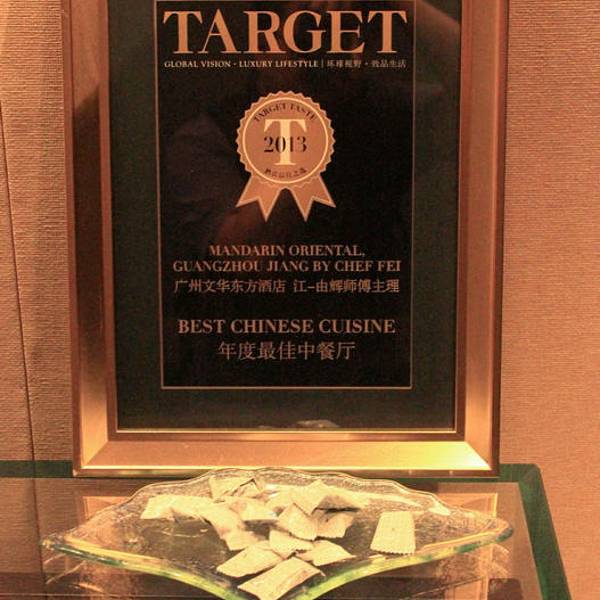 TARGET
GLOBAL VISION · LUXURY LIFESTYLE | 环球视野·致品生活
TARGET TASTE
T
2013
MANDARIN ORIENTAL,
GUANGZHOU JIANG BY CHEF FEI
广州文华东方酒店 江-由辉师傅主理
BEST CHINESE CUISINE
年度最佳中餐厅